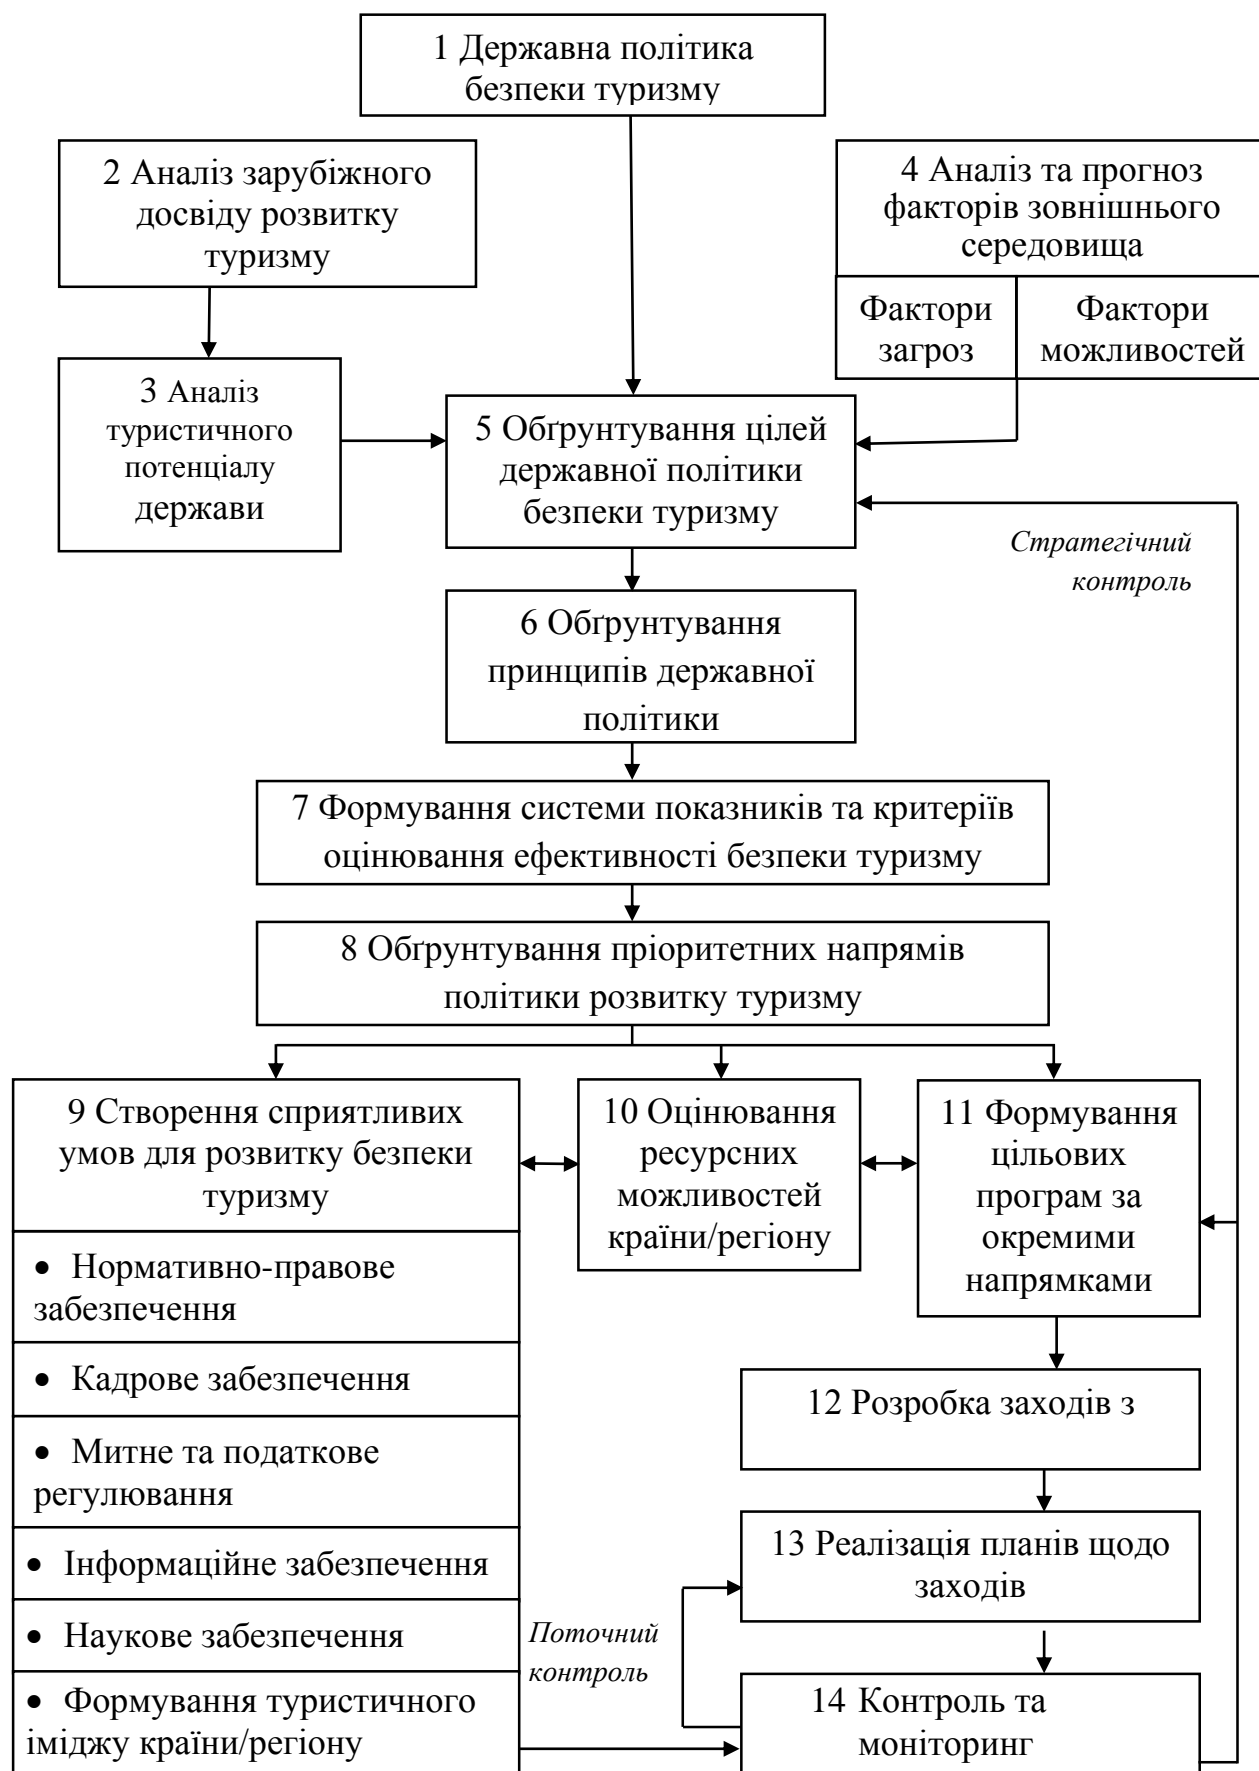 1 Державна політика
безпеки туризму
2 Аналіз зарубіжного
досвіду розвитку
туризму
4 Аналіз та прогноз
факторів зовнішнього
середовища
Фактори
загроз
Фактори
можливостей
3 Аналіз
туристичного
потенціалу
держави
5 Обґрунтування цілей
державної політики
безпеки туризму
Стратегічний
контроль
6 Обґрунтування
принципів державної
політики
7 Формування системи показників та критеріїв
оцінювання ефективності безпеки туризму
8 Обґрунтування пріоритетних напрямів
політики розвитку туризму
9 Створення сприятливих
умов для розвитку безпеки
туризму
10 Оцінювання
ресурсних
можливостей
країни/регіону
11 Формування
цільових
програм за
окремими
напрямками
• Нормативно-правове
забезпечення
• Кадрове забезпечення
• Митне та податкове
регулювання
• Інформаційне забезпечення
• Наукове забезпечення
• Формування туристичного
іміджу країни/регіону
12 Розробка заходів з
13 Реалізація планів щодо
заходів
Поточний
контроль
14 Контроль та
моніторинг